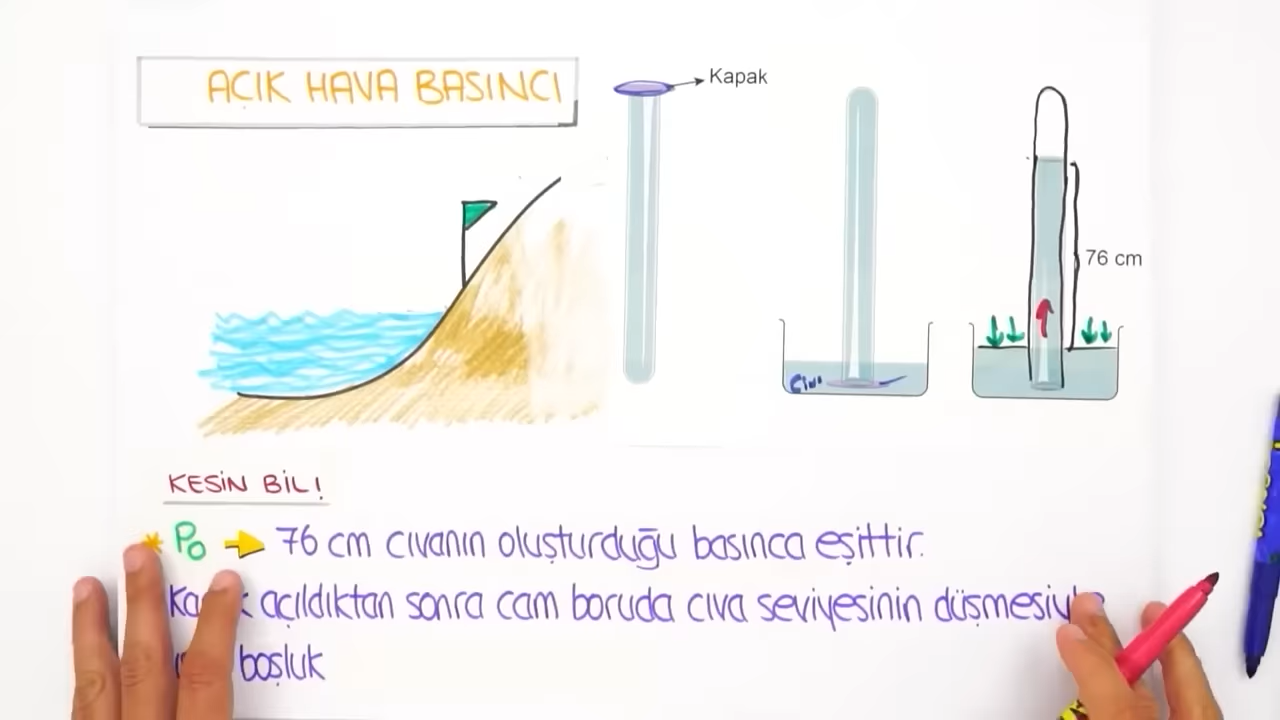 AÇIK HAVA BASINCI
Kapak
76 cm
KESİN BİL!
* P0 → 76 cm cıvanın oluşturduğu basınca eşittir.
açıldıktan sonra cam boruda cıva seviyesinin düşmesiyle
boşluk